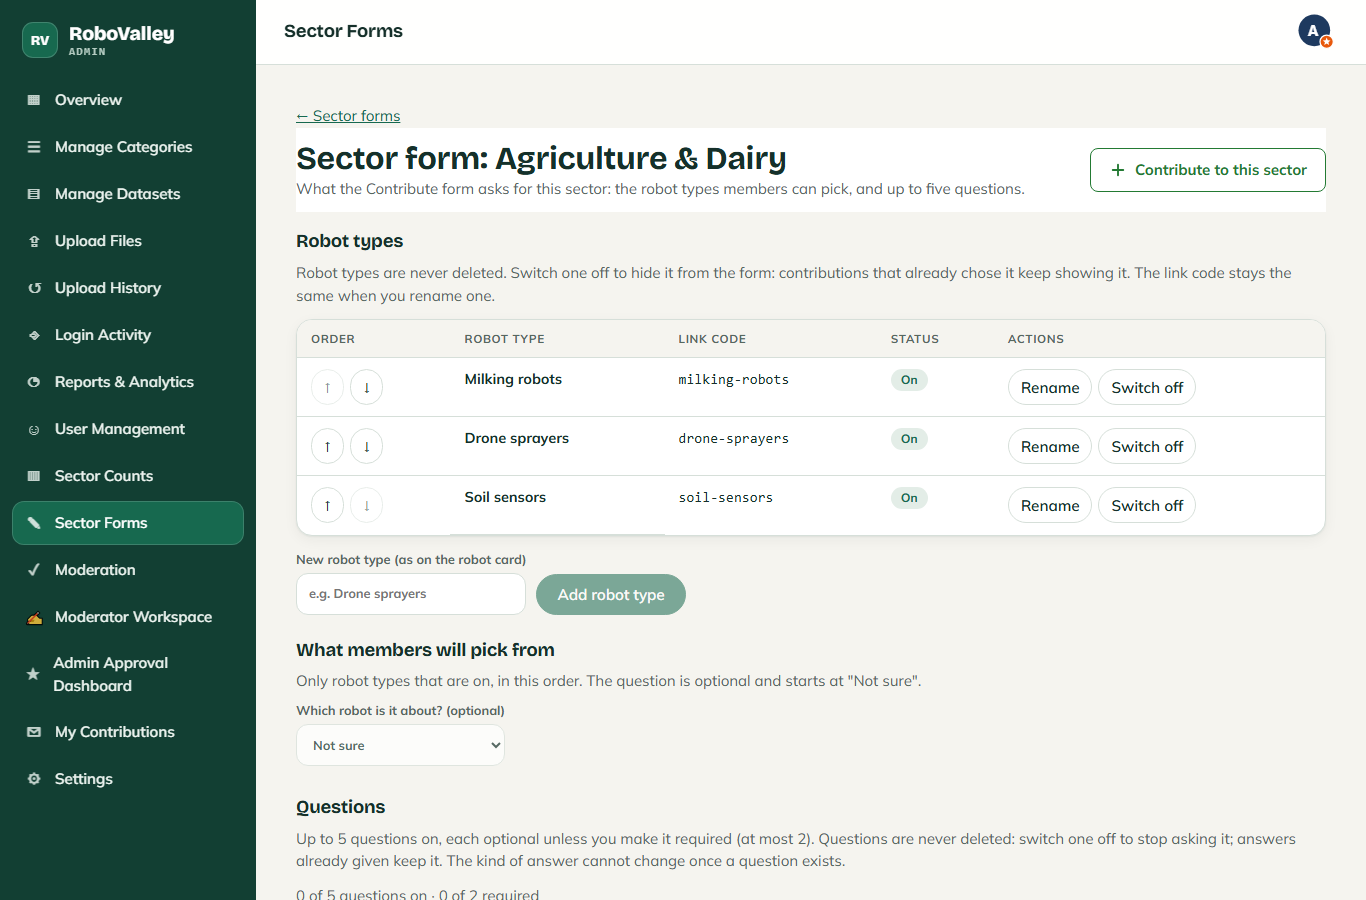 RV
RoboValley
ADMIN
Overview
Manage Categories
Manage Datasets
Upload Files
Upload History
Login Activity
Reports & Analytics
User Management
Sector Counts
Sector Forms
Moderation
Moderator Workspace
Admin Approval
Dashboard
My Contributions
Settings
Sector Forms
A
← Sector forms
Sector form: Agriculture & Dairy
What the Contribute form asks for this sector: the robot types members can pick, and up to five questions.
+ Contribute to this sector
Robot types
Robot types are never deleted. Switch one off to hide it from the form: contributions that already chose it keep showing it. The link code stays the
same when you rename one.
ORDER ROBOT TYPE LINK CODE STATUS ACTIONS
↑ ↓ Milking robots milking-robots On Rename Switch off
↑ ↓ Drone sprayers drone-sprayers On Rename Switch off
↑ ↓ Soil sensors soil-sensors On Rename Switch off
New robot type (as on the robot card)
e.g. Drone sprayers Add robot type
What members will pick from
Only robot types that are on, in this order. The question is optional and starts at "Not sure".
Which robot is it about? (optional)
Not sure
Questions
Up to 5 questions on, each optional unless you make it required (at most 2). Questions are never deleted: switch one off to stop asking it; answers
already given keep it. The kind of answer cannot change once a question exists.
0 of 5 questions on · 0 of 2 required